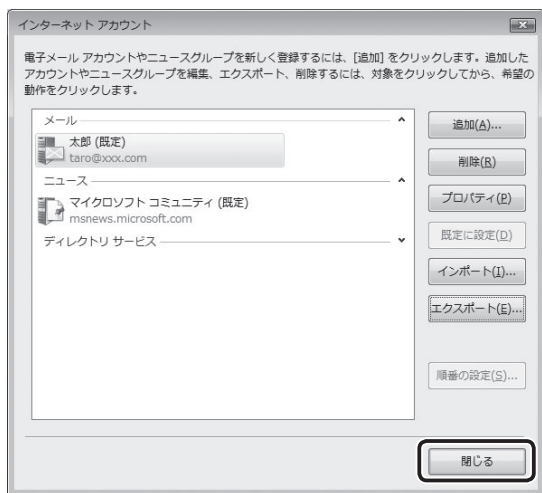 インターネット アカウント
電子メール アカウントやニュースグループを新しく登録するには、[追加] をクリックします。追加した
アカウントやニュースグループを編集、エクスポート、削除するには、対象をクリックしてから、希望の
動作をクリックします。
メール
太郎 (既定)
taro@xxx.com
ニュース
マイクロソフト コミュニティ (既定)
msnews.microsoft.com
ディレクトリ サービス
追加(A)...
削除(R)
プロパティ(P)
既定に設定(D)
インポート(I)...
エクスポート(E)...
順番の設定(S)...
閉じる